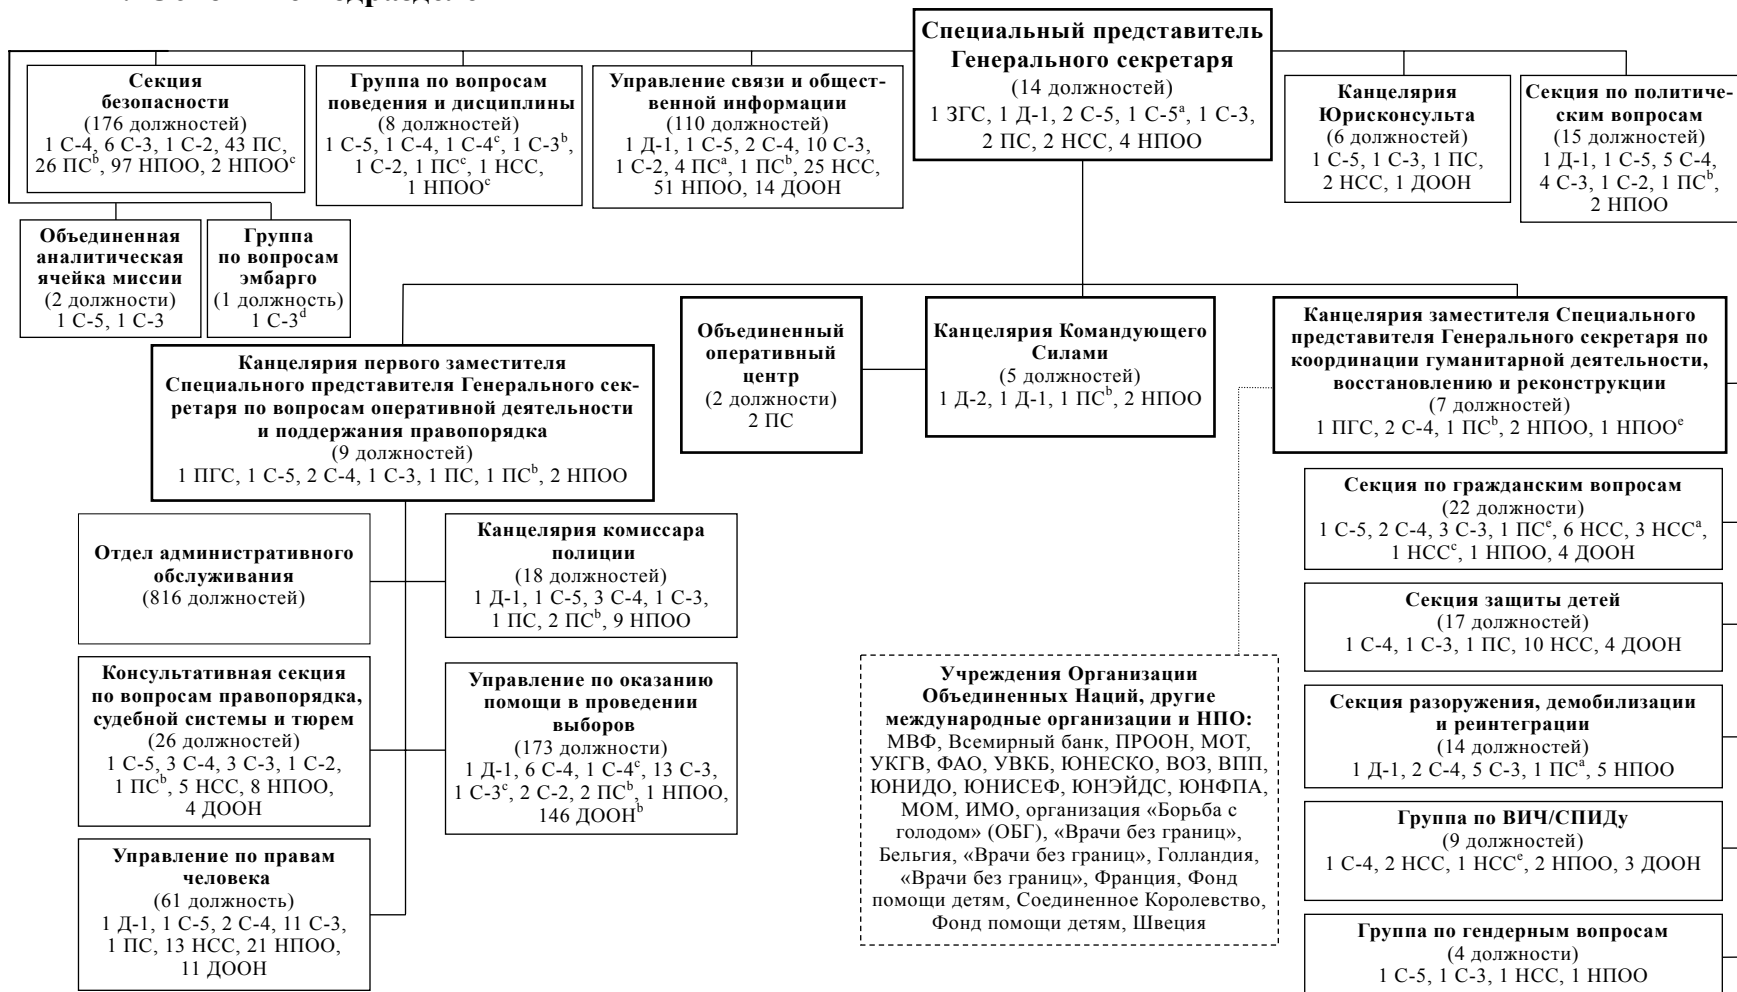 Специальный представитель
Генерального секретаря
(14 должностей)
1 ЗГС, 1 Д-1, 2 С-5, 1 С-5a, 1 С-3,
2 ПС, 2 НСС, 4 НПОО
Секция
безопасности
(176 должностей)
1 С-4, 6 С-3, 1 С-2, 43 ПС,
26 ПСb, 97 НПОО, 2 НПООc
Группа по вопросам
поведения и дисциплины
(8 должностей)
1 С-5, 1 С-4, 1 С-4c, 1 С-3b,
1 С-2, 1 ПСc, 1 НСС,
1 НПООc
Управление связи и общест-
венной информации
(110 должностей)
1 Д-1, 1 С-5, 2 С-4, 10 С-3,
1 С-2, 4 ПСa, 1 ПСb, 25 НСС,
51 НПОО, 14 ДООН
Канцелярия
Юрисконсульта
(6 должностей)
1 С-5, 1 С-3, 1 ПС,
2 НСС, 1 ДООН
Секция по политиче-
ским вопросам
(15 должностей)
1 Д-1, 1 С-5, 5 С-4,
4 С-3, 1 С-2, 1 ПСb,
2 НПОО
Объединенная
аналитическая
ячейка миссии
(2 должности)
1 С-5, 1 С-3
Группа
по вопросам
эмбарго
(1 должность)
1 С-3d
Канцелярия первого заместителя
Специального представителя Генерального сек-
ретаря по вопросам оперативной деятельности
и поддержания правопорядка
(9 должностей)
1 ПГС, 1 С-5, 2 С-4, 1 С-3, 1 ПС, 1 ПСb, 2 НПОО
Объединенный
оперативный
центр
(2 должности)
2 ПС
Канцелярия Командующего
Силами
(5 должностей)
1 Д-2, 1 Д-1, 1 ПСb, 2 НПОО
Канцелярия заместителя Специального
представителя Генерального секретаря по
координации гуманитарной деятельности,
восстановлению и реконструкции
(7 должностей)
1 ПГС, 2 С-4, 1 ПСb, 2 НПОО, 1 НПООe
Отдел административного
обслуживания
(816 должностей)
Канцелярия комиссара
полиции
(18 должностей)
1 Д-1, 1 С-5, 3 С-4, 1 С-3,
1 ПС, 2 ПСb, 9 НПОО
Консультативная секция
по вопросам правопорядка,
судебной системы и тюрем
(26 должностей)
1 С-5, 3 С-4, 3 С-3, 1 С-2,
1 ПСb, 5 НСС, 8 НПОО,
4 ДООН
Управление по оказанию
помощи в проведении
выборов
(173 должности)
1 Д-1, 6 С-4, 1 С-4c, 13 С-3,
1 С-3c, 2 С-2, 2 ПСb, 1 НПОО,
146 ДООНb
Управление по правам
человека
(61 должность)
1 Д-1, 1 С-5, 2 С-4, 11 С-3,
1 ПС, 13 НСС, 21 НПОО,
11 ДООН
Учреждения Организации
Объединенных Наций, другие
международные организации и НПО:
МВФ, Всемирный банк, ПРООН, МОТ,
УКГВ, ФАО, УВКБ, ЮНЕСКО, ВОЗ, ВПП,
ЮНИДО, ЮНИСЕФ, ЮНЭЙДС, ЮНФПА,
МОМ, ИМО, организация «Борьба с
голодом» (ОБГ), «Врачи без границ»,
Бельгия, «Врачи без границ», Голландия,
«Врачи без границ», Франция, Фонд
помощи детям, Соединенное Королевство,
Фонд помощи детям, Швеция
Секция по гражданским вопросам
(22 должности)
1 С-5, 2 С-4, 3 С-3, 1 ПСe, 6 НСС, 3 НССa,
1 НССc, 1 НПОО, 4 ДООН
Секция защиты детей
(17 должностей)
1 С-4, 1 С-3, 1 ПС, 10 НСС, 4 ДООН
Секция разоружения, демобилизации
и реинтеграции
(14 должностей)
1 Д-1, 2 С-4, 5 С-3, 1 ПСa, 5 НПОО
Группа по ВИЧ/СПИДу
(9 должностей)
1 С-4, 2 НСС, 1 НССe, 2 НПОО, 3 ДООН
Группа по гендерным вопросам
(4 должности)
1 С-5, 1 С-3, 1 НСС, 1 НПОО